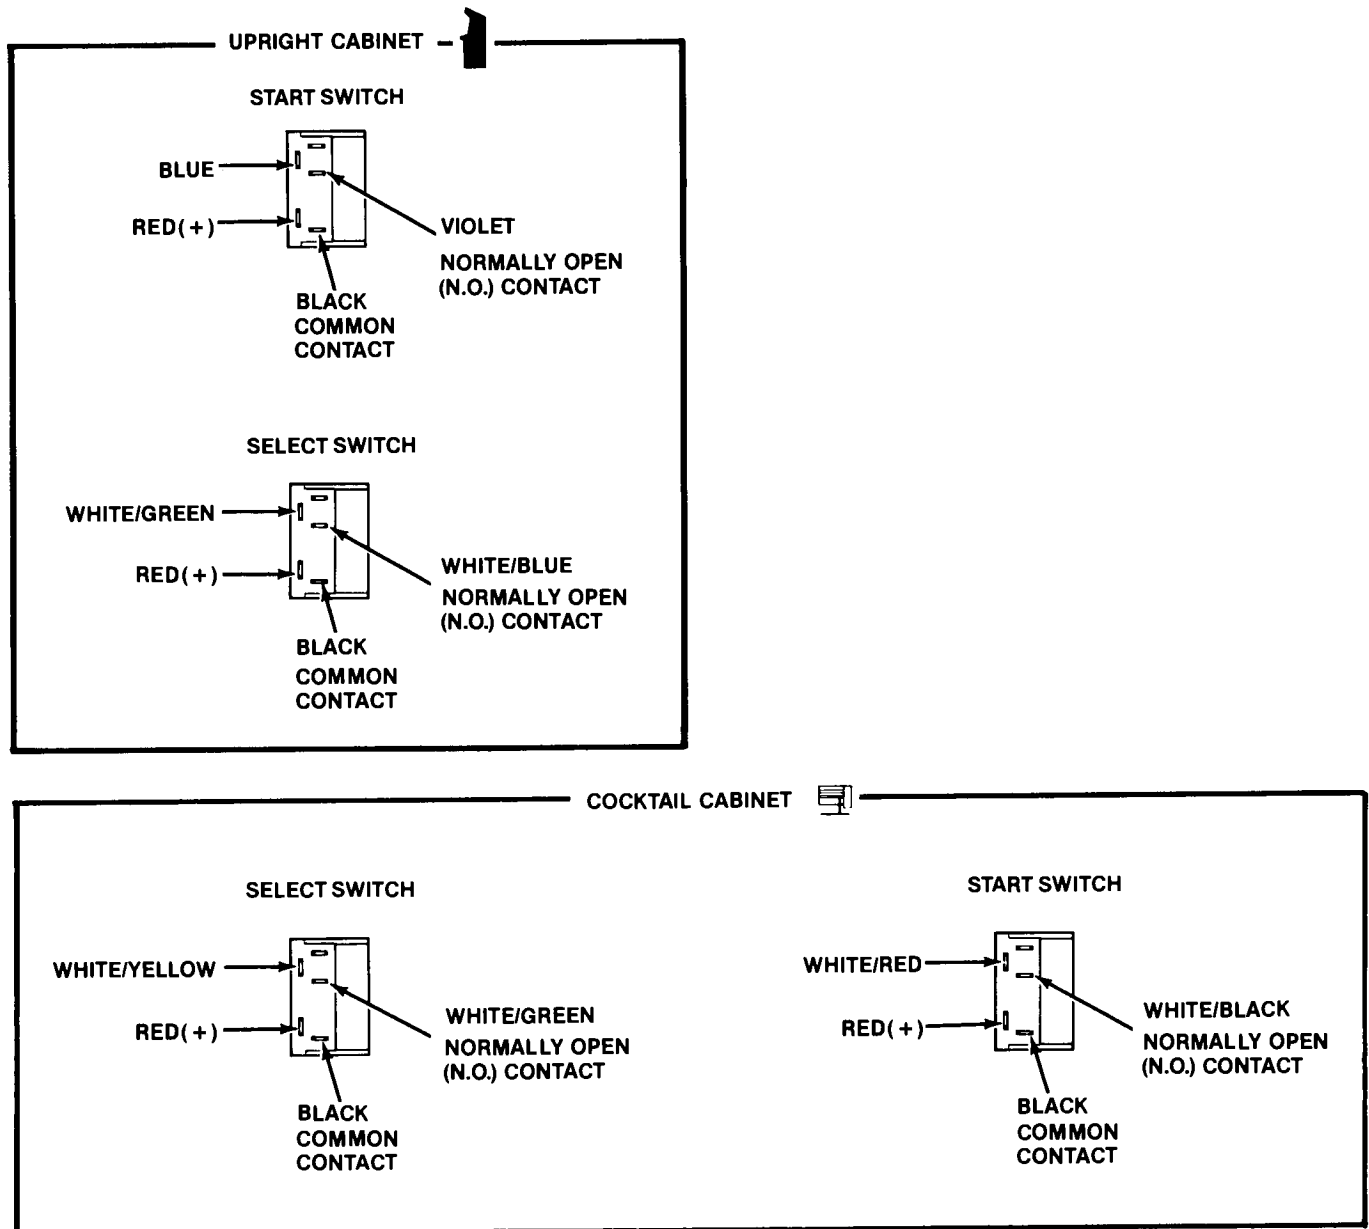 UPRIGHT CABINET
START SWITCH
BLUE
RED(+)
VIOLET
NORMALLY OPEN
(N.O.) CONTACT
BLACK
COMMON
CONTACT
SELECT SWITCH
WHITE/GREEN
RED(+)
WHITE/BLUE
NORMALLY OPEN
(N.O.) CONTACT
BLACK
COMMON
CONTACT
COCKTAIL CABINET
SELECT SWITCH
WHITE/YELLOW
RED(+)
WHITE/GREEN
NORMALLY OPEN
(N.O.) CONTACT
BLACK
COMMON
CONTACT
START SWITCH
WHITE/RED
RED(+)
WHITE/BLACK
NORMALLY OPEN
(N.O.) CONTACT
BLACK
COMMON
CONTACT